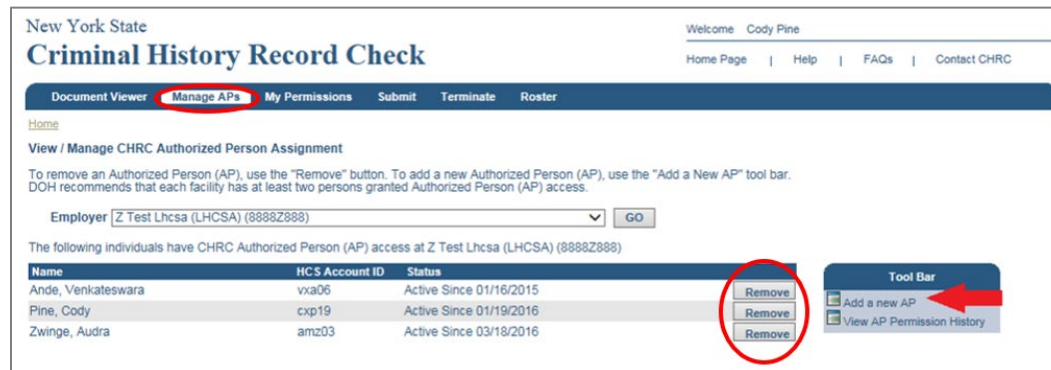 New York State
Welcome Cody Pine
Criminal History Record Check
Home Page | Help | FAQs | Contact CHRC
Document Viewer Manage APs My Permissions Submit Terminate Roster
Home
View / Manage CHRC Authorized Person Assignment
To remove an Authorized Person (AP), use the "Remove" button. To add a new Authorized Person (AP), use the "Add a New AP" tool bar.
DOH recommends that each facility has at least two persons granted Authorized Person (AP) access.
Employer Z Test Lhcsa (LHCSA) (8888Z888) GO
The following individuals have CHRC Authorized Person (AP) access at Z Test Lhcsa (LHCSA) (8888Z888)
Name HCS Account ID Status
Ande, Venkateswara vxa06 Active Since 01/16/2015 Remove
Pine, Cody cxp19 Active Since 01/19/2016 Remove
Zwinge, Audra amz03 Active Since 03/18/2016 Remove
Tool Bar
Add a new AP
View AP Permission History